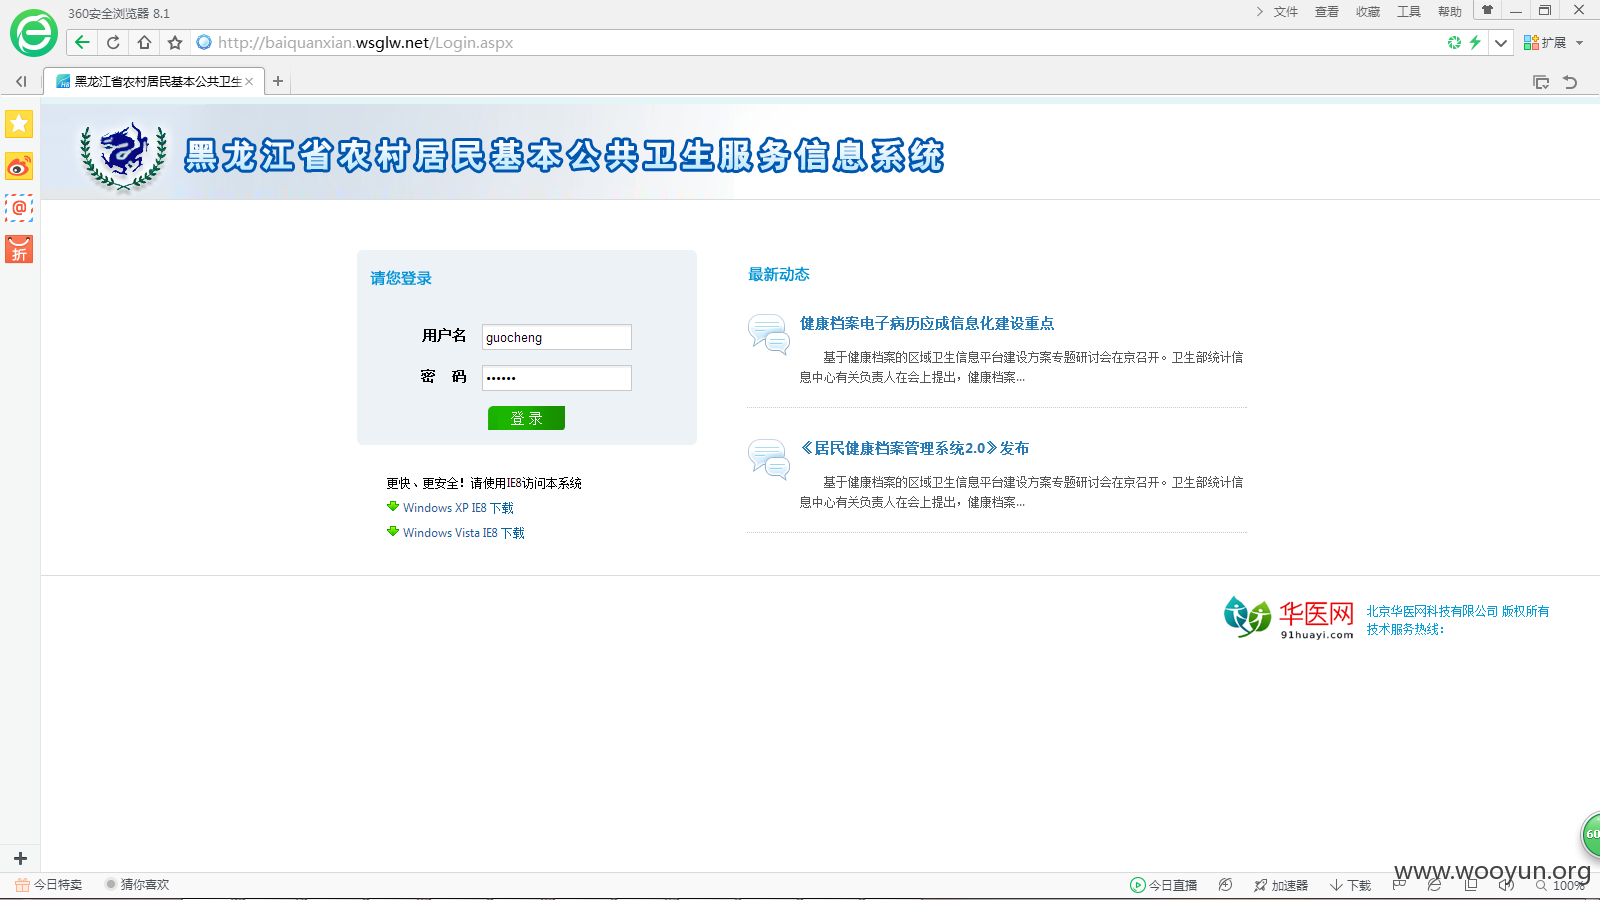 360安全浏览器 8.1
文件 查看 收藏 工具 帮助
http://baiquanxian.wsglw.net/Login.aspx
扩展
黑龙江省农村居民基本公共卫生
黑龙江省农村居民基本公共卫生服务信息系统
折
请您登录
用户名 guocheng
密 码 ••••••
登 录
更快、更安全！请使用IE8访问本系统
Windows XP IE8 下载
Windows Vista IE8 下载
最新动态
健康档案电子病历应成信息化建设重点
基于健康档案的区域卫生信息平台建设方案专题研讨会在京召开。卫生部统计信
息中心有关负责人在会上提出，健康档案...
《居民健康档案管理系统2.0》发布
基于健康档案的区域卫生信息平台建设方案专题研讨会在京召开。卫生部统计信
息中心有关负责人在会上提出，健康档案...
华医网
91huayi.com
北京华医网科技有限公司 版权所有
技术服务热线：
60
www.wooyun.org
今日特卖 猜你喜欢
今日直播 加速器 下载 100%